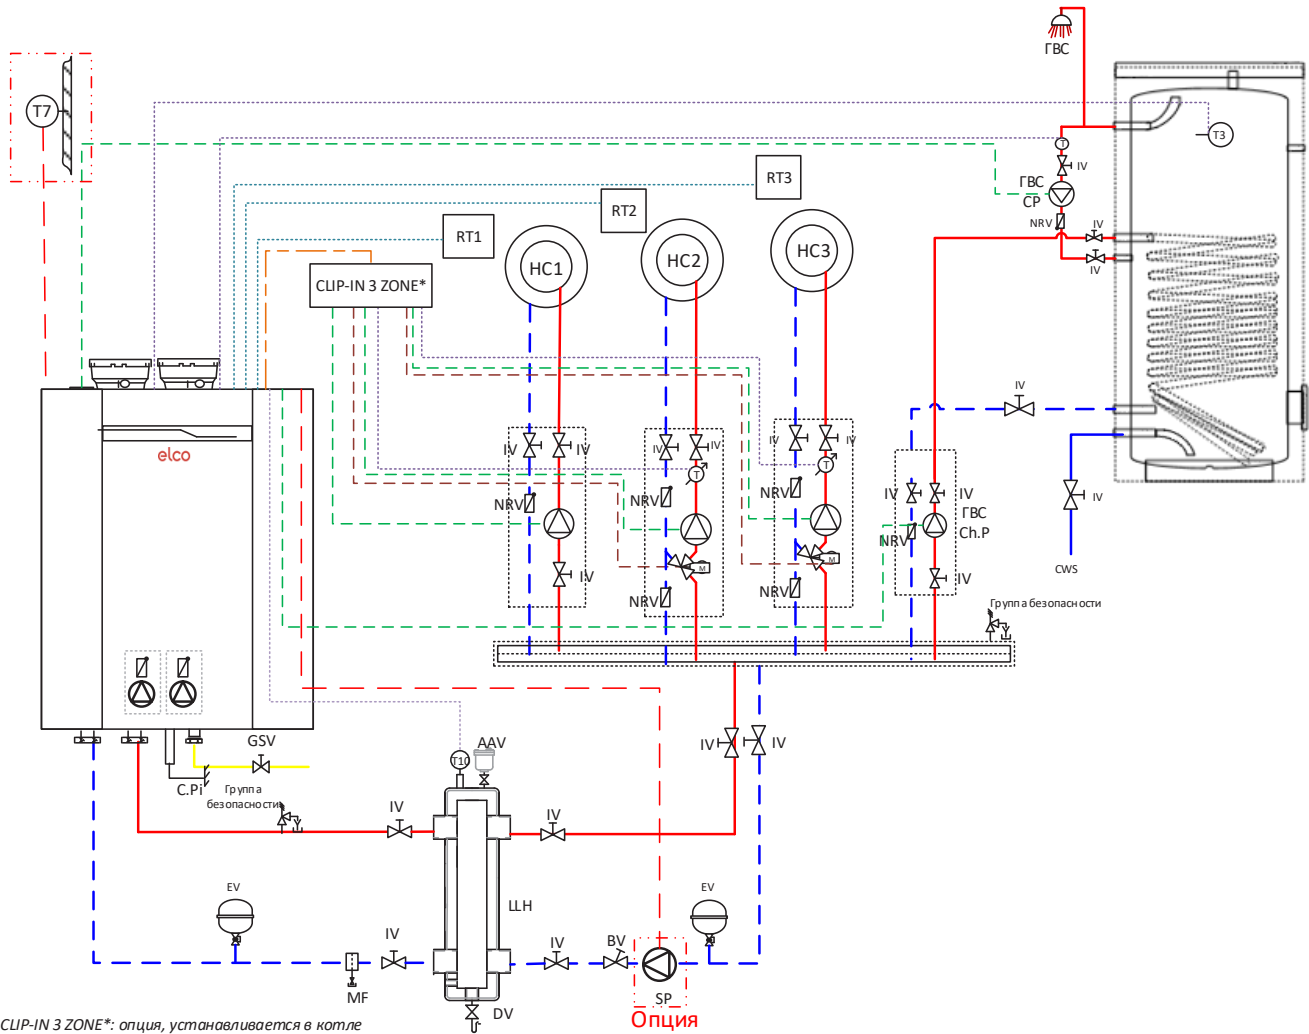 ГВС
T7
T3
T
IV
RT3
ГВС
CP
RT2
NRV
IV
RT1
HC1
HC2
HC3
IV
CLIP-IN 3 ZONE*
IV
elco
IV
IV
IV
IV
IV
IV
T
T
IV
IV
IV
NRV
NRV
NRV
ГВС
Ch.P
NRV
CWS
M
M
IV
IV
NRV
NRV
Группа безопасности
GSV
AAV
IV
IV
T10
C.Pi
Группа
безопасности
IV
IV
EV
LLH
EV
IV
IV
BV
MF
SP
DV
Опция
CLIP-IN 3 ZONE*: опция, устанавливается в котле